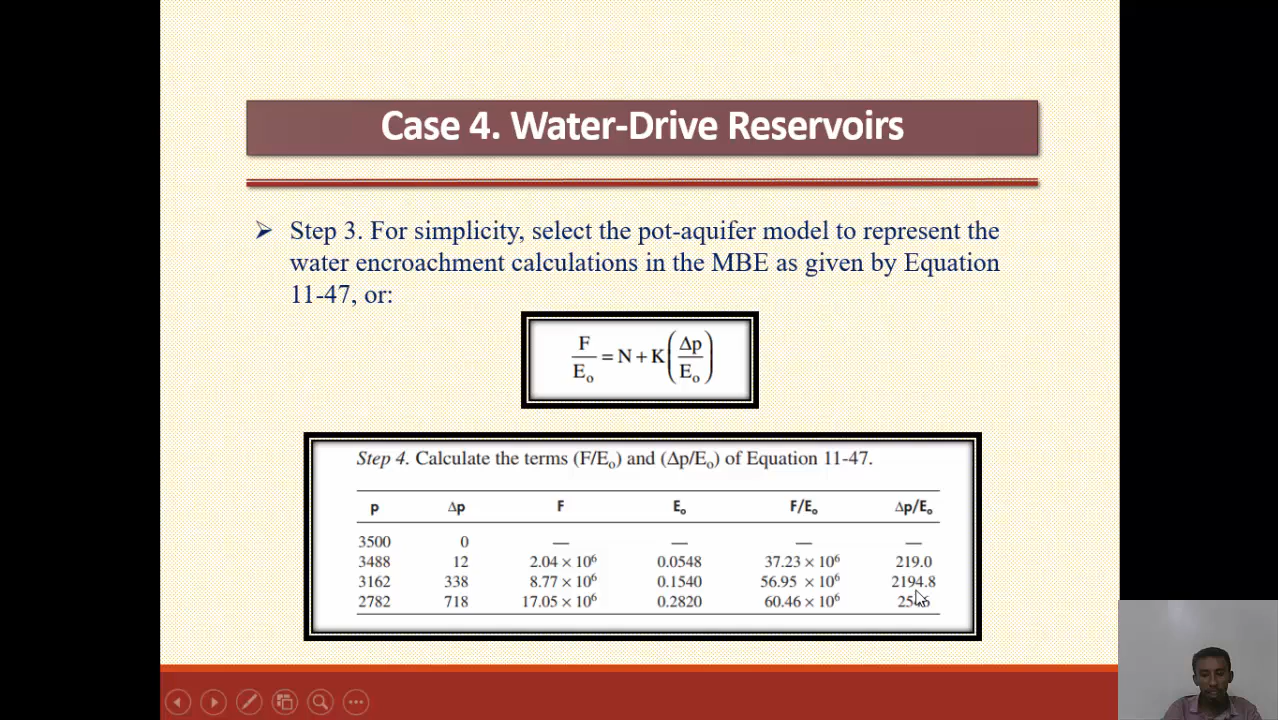 Case 4. Water-Drive Reservoirs
Step 3. For simplicity, select the pot-aquifer model to represent the
water encroachment calculations in the MBE as given by Equation
11-47, or:
F/Eₒ = N + K(Δp/Eₒ)
Step 4. Calculate the terms (F/Eₒ) and (Δp/Eₒ) of Equation 11-47.
p Δp F Eₒ F/Eₒ Δp/Eₒ
3500 0 — — — —
3488 12 2.04 × 10⁶ 0.0548 37.23 × 10⁶ 219.0
3162 338 8.77 × 10⁶ 0.1540 56.95 × 10⁶ 2194.8
2782 718 17.05 × 10⁶ 0.2820 60.46 × 10⁶